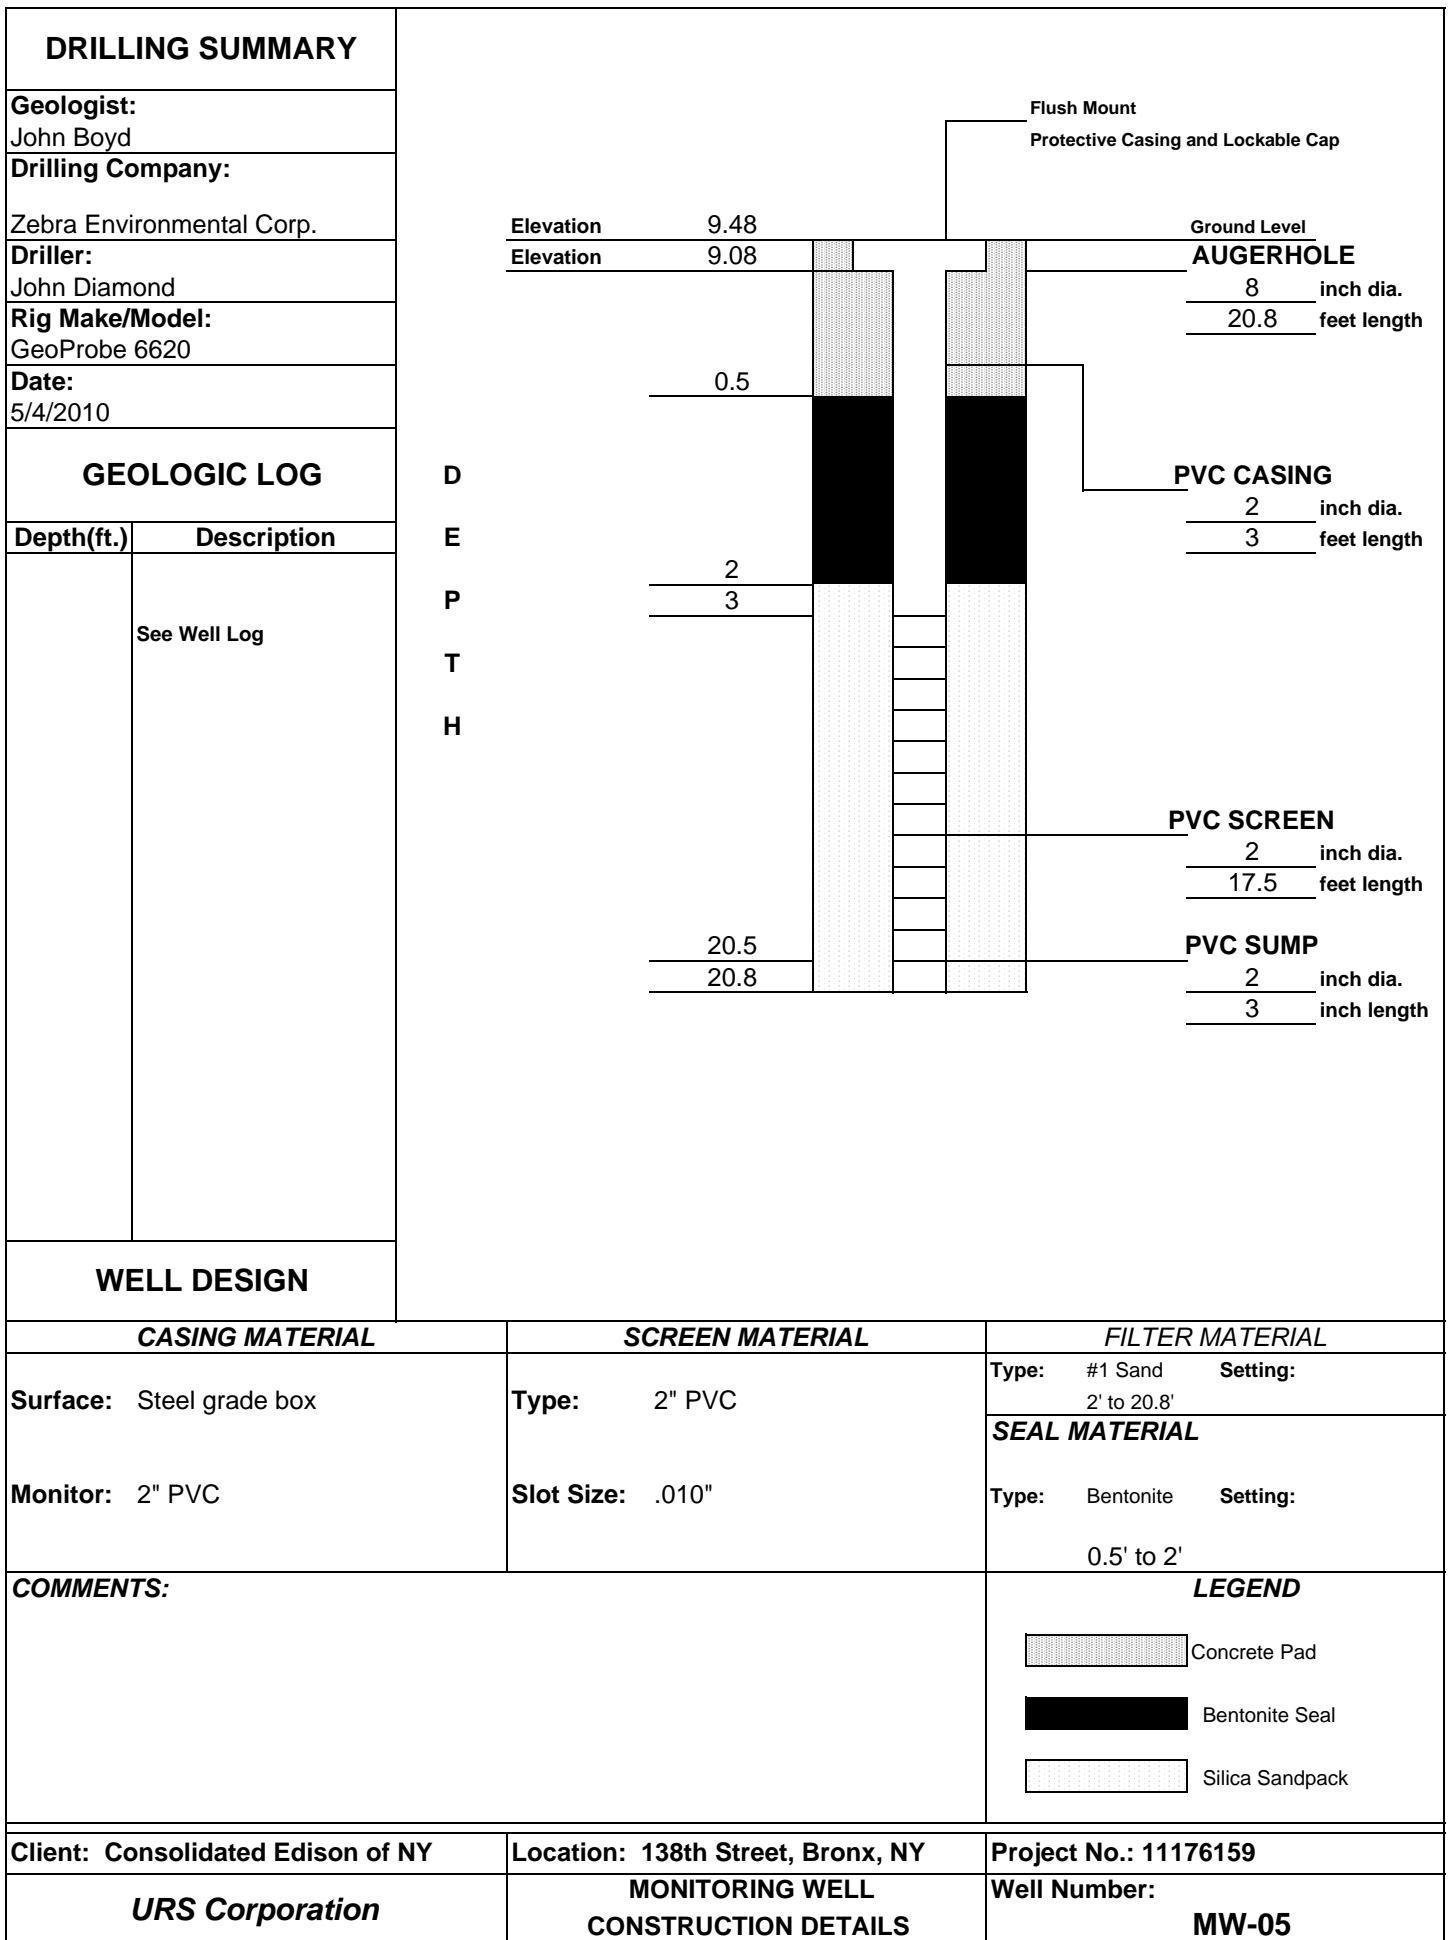 DRILLING SUMMARY
Geologist:
John Boyd
Drilling Company:
Zebra Environmental Corp.
Driller:
John Diamond
Rig Make/Model:
GeoProbe 6620
Date:
5/4/2010
GEOLOGIC LOG
Depth(ft.) Description
See Well Log
WELL DESIGN
Flush Mount
Protective Casing and Lockable Cap
Elevation 9.48 Ground Level
Elevation 9.08 AUGERHOLE
8 inch dia.
20.8 feet length
0.5
D
E
P
T
H
PVC CASING
2 inch dia.
3 feet length
2
3
PVC SCREEN
2 inch dia.
17.5 feet length
20.5 PVC SUMP
20.8 2 inch dia.
3 inch length
CASING MATERIAL SCREEN MATERIAL FILTER MATERIAL
Type: #1 Sand Setting:
Surface: Steel grade box Type: 2" PVC 2' to 20.8'
SEAL MATERIAL
Monitor: 2" PVC Slot Size: .010" Type: Bentonite Setting:
0.5' to 2'
COMMENTS: LEGEND
Concrete Pad
Bentonite Seal
Silica Sandpack
Client: Consolidated Edison of NY Location: 138th Street, Bronx, NY Project No.: 11176159
URS Corporation
MONITORING WELL
CONSTRUCTION DETAILS
Well Number:
MW-05